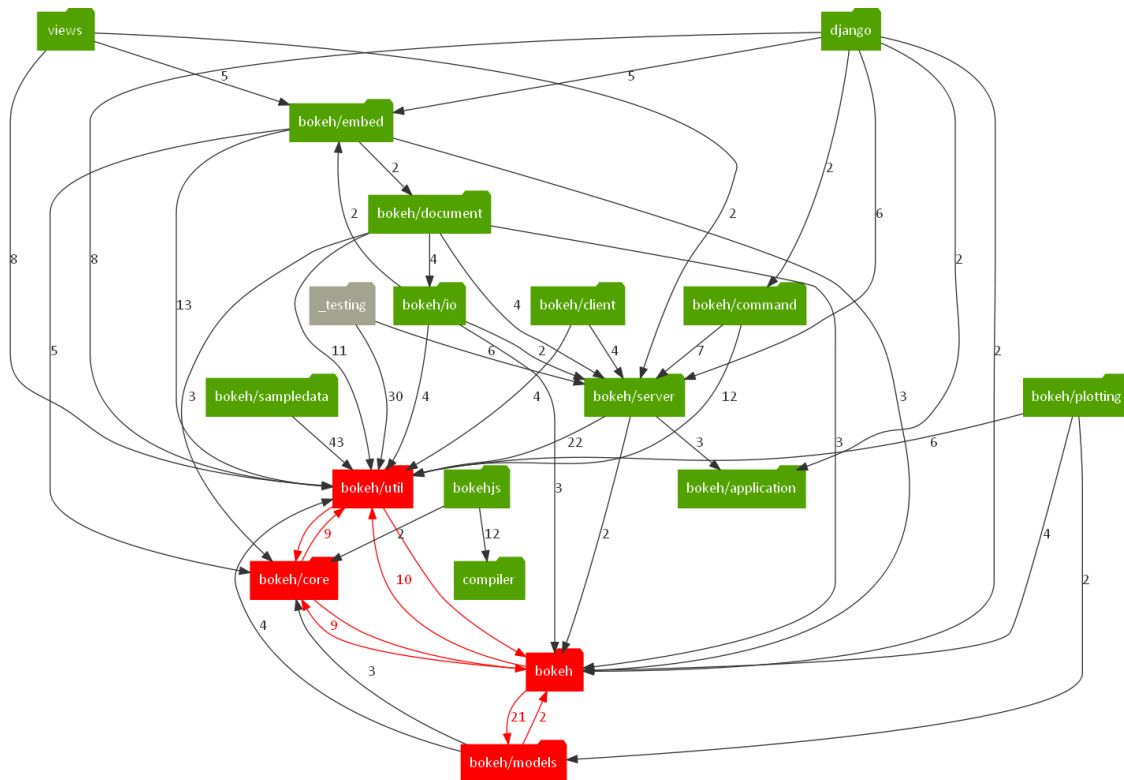 views
django
5
5
bokeh/embed
2
2
bokeh/document
2
2
6
8
8
4
2
13
_testing
bokeh/io
bokeh/client
bokeh/command
4
5
11
6
2
4
7
3
3
bokeh/sampledata
30
4
4
bokeh/server
12
bokeh/plotting
3
43
22
3
6
bokeh/util
bokehjs
bokeh/application
3
9
2
12
2
4
bokeh/core
10
compiler
2
4
9
3
bokeh
21
2
bokeh/models